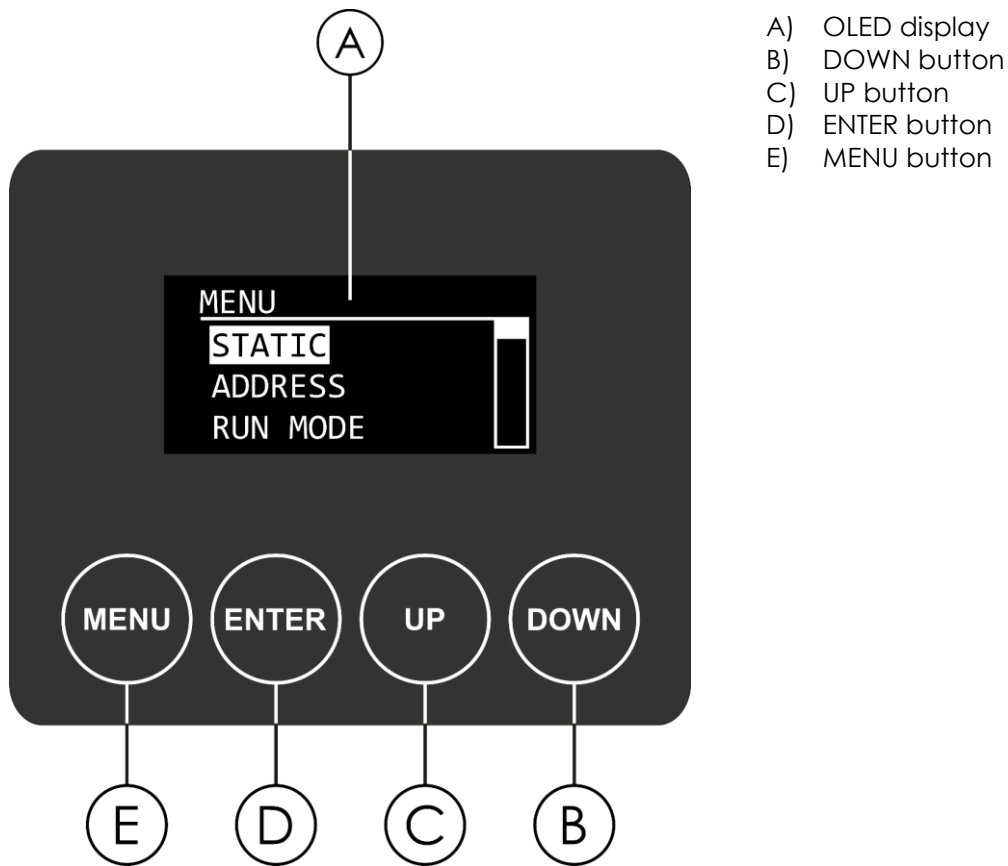 A
A) OLED display
B) DOWN button
C) UP button
D) ENTER button
E) MENU button
MENU
STATIC
ADDRESS
RUN MODE
MENU ENTER UP DOWN
E D C B